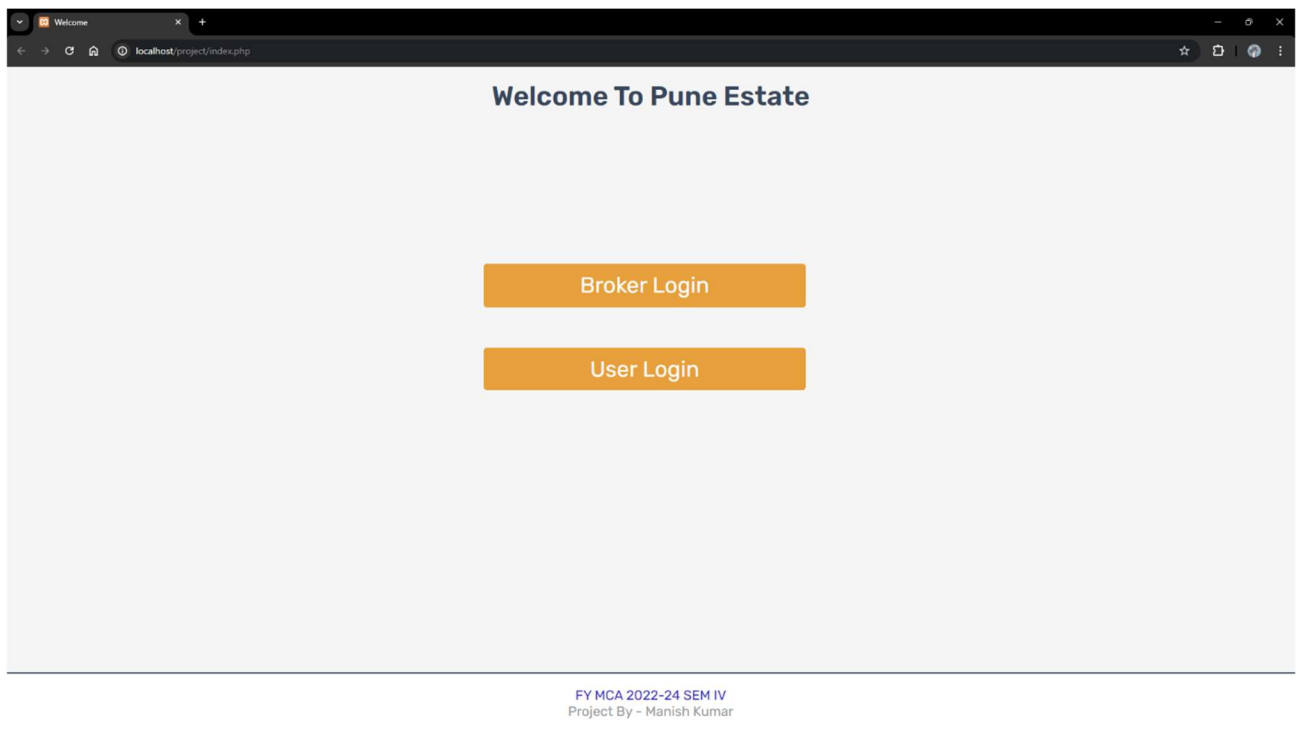 Welcome
localhost/project/index.php
Welcome To Pune Estate
Broker Login
User Login
FY MCA 2022-24 SEM IV
Project By - Manish Kumar